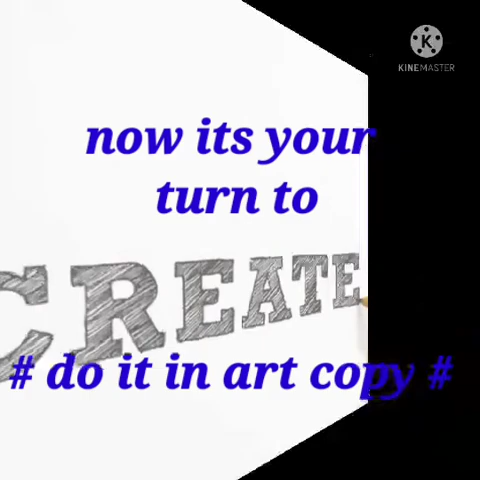 KINEMASTER
now its your
turn to
CREATE
# do it in art copy #